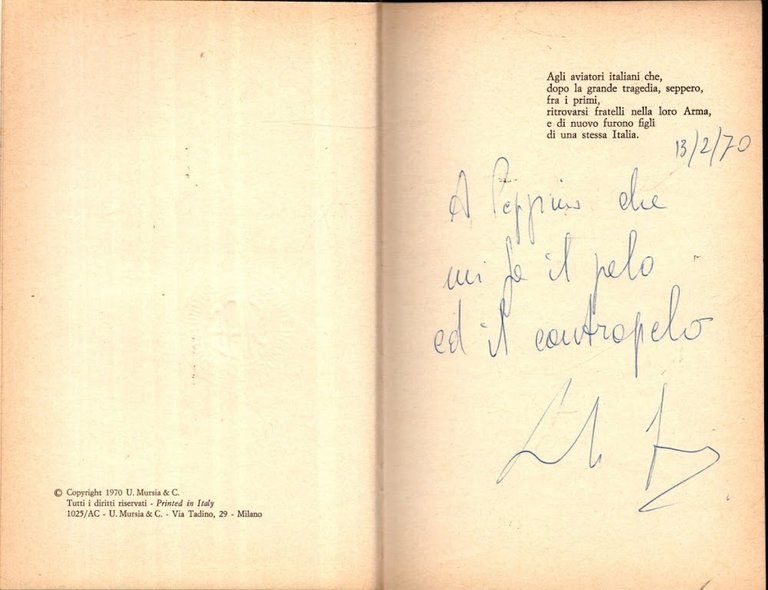 © Copyright 1970 U. Mursia & C.
Tutti i diritti riservati - Printed in Italy
1025/AC - U. Mursia & C. - Via Tadino, 29 - Milano
Agli aviatori italiani che,
dopo la grande tragedia, seppero,
fra i primi,
ritrovarsi fratelli nella loro Arma,
e di nuovo furono figli
di una stessa Italia.
13/2/70
A Peppino che
mi fa il pelo
ed il contropelo